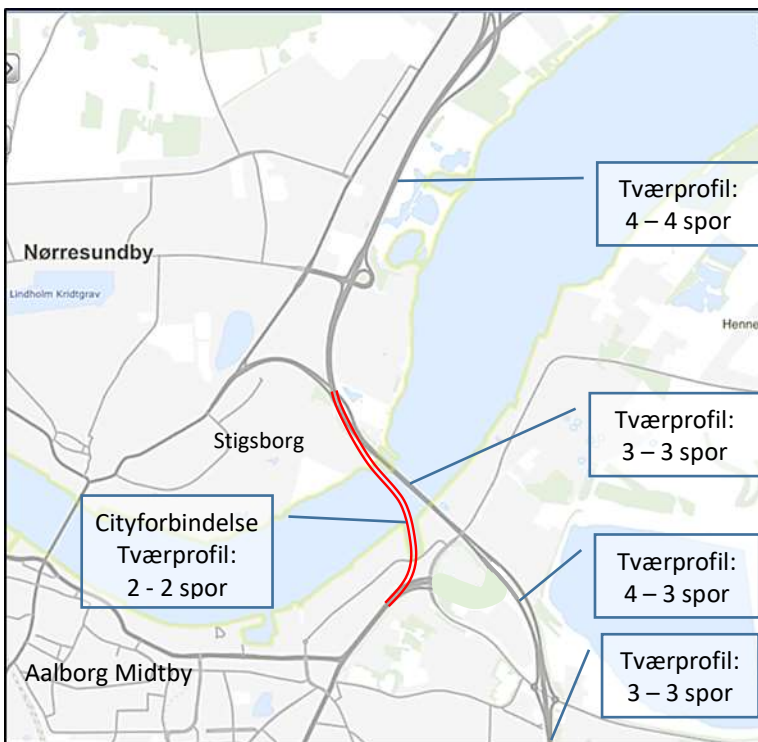 Tværprofil:
4 – 4 spor
Nørresundby
Lindholm Kridtgrav
Henne
Tværprofil:
3 – 3 spor
Stigsborg
Cityforbindelse
Tværprofil:
2 - 2 spor
Tværprofil:
4 – 3 spor
Aalborg Midtby
Tværprofil:
3 – 3 spor